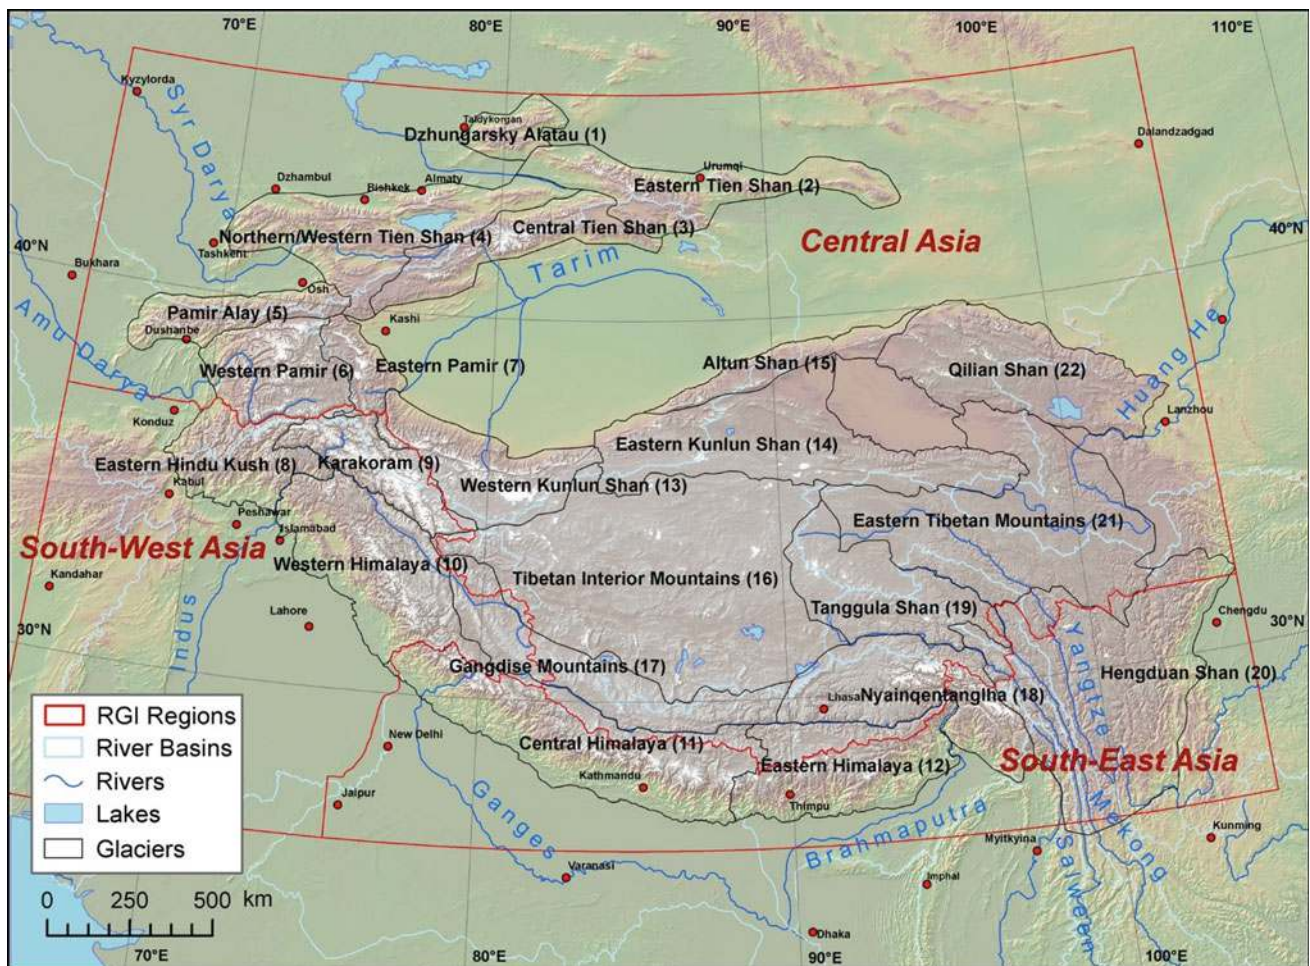 70°E
80°E
90°E
100°E
110°E
Kyzylorda
Syr Darya
Taldykorgan
Dzhungarsky Alatau (1)
Dalandzadgad
Dzhambul
Bishkek
Almaty
Urumqi
Eastern Tien Shan (2)
Central Tien Shan (3)
Northern/Western Tien Shan (4)
Tashkent
40°N
40°N
Central Asia
Bukhara
Tarim
Osh
Amu Darya
Pamir Alay (5)
Dushanbe
Kashi
Huang He
Western Pamir (6)
Eastern Pamir (7)
Altun Shan (15)
Qilian Shan (22)
Konduz
Lanzhou
Eastern Kunlun Shan (14)
Eastern Hindu Kush (8)
Karakoram (9)
Kabul
Western Kunlun Shan (13)
Peshawar
Islamabad
Eastern Tibetan Mountains (21)
South-West Asia
Western Himalaya (10)
Tibetan Interior Mountains (16)
Kandahar
Lahore
Indus
Tanggula Shan (19)
Chengdu
30°N
30°N
Yangtze
Gangdise Mountains (17)
Hengduan Shan (20)
Lhasa
Nyainqentanglha (18)
RGI Regions
River Basins
Rivers
Lakes
Glaciers
New Delhi
Central Himalaya (11)
Eastern Himalaya (12)
South-East Asia
Kathmandu
Thimpu
Jaipur
Ganges
Brahmaputra
Mekong
Salween
Myitkyina
Kunming
Varanasi
Imphal
Dhaka
0 250 500 km
70°E
80°E
90°E
100°E